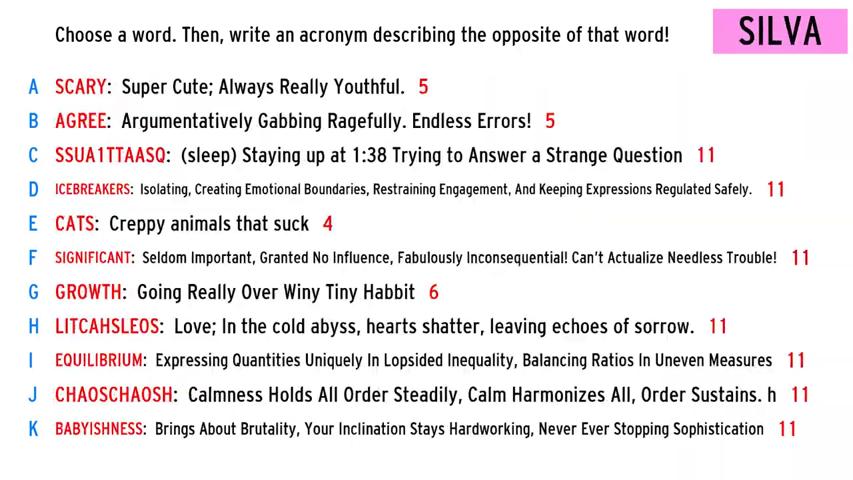 Choose a word. Then, write an acronym describing the opposite of that word!
SILVA
A SCARY: Super Cute; Always Really Youthful. 5
B AGREE: Argumentatively Gabbing Ragefully. Endless Errors! 5
C SSUA1TTAASQ: (sleep) Staying up at 1:38 Trying to Answer a Strange Question 11
D ICEBREAKERS: Isolating, Creating Emotional Boundaries, Restraining Engagement, And Keeping Expressions Regulated Safely. 11
E CATS: Creppy animals that suck 4
F SIGNIFICANT: Seldom Important, Granted No Influence, Fabulously Inconsequential! Can't Actualize Needless Trouble! 11
G GROWTH: Going Really Over Winy Tiny Habbit 6
H LITCAHSLEOS: Love; In the cold abyss, hearts shatter, leaving echoes of sorrow. 11
I EQUILIBRIUM: Expressing Quantities Uniquely In Lopsided Inequality, Balancing Ratios In Uneven Measures 11
J CHAOSCHAOSH: Calmness Holds All Order Steadily, Calm Harmonizes All, Order Sustains. h 11
K BABYISHNESS: Brings About Brutality, Your Inclination Stays Hardworking, Never Ever Stopping Sophistication 11